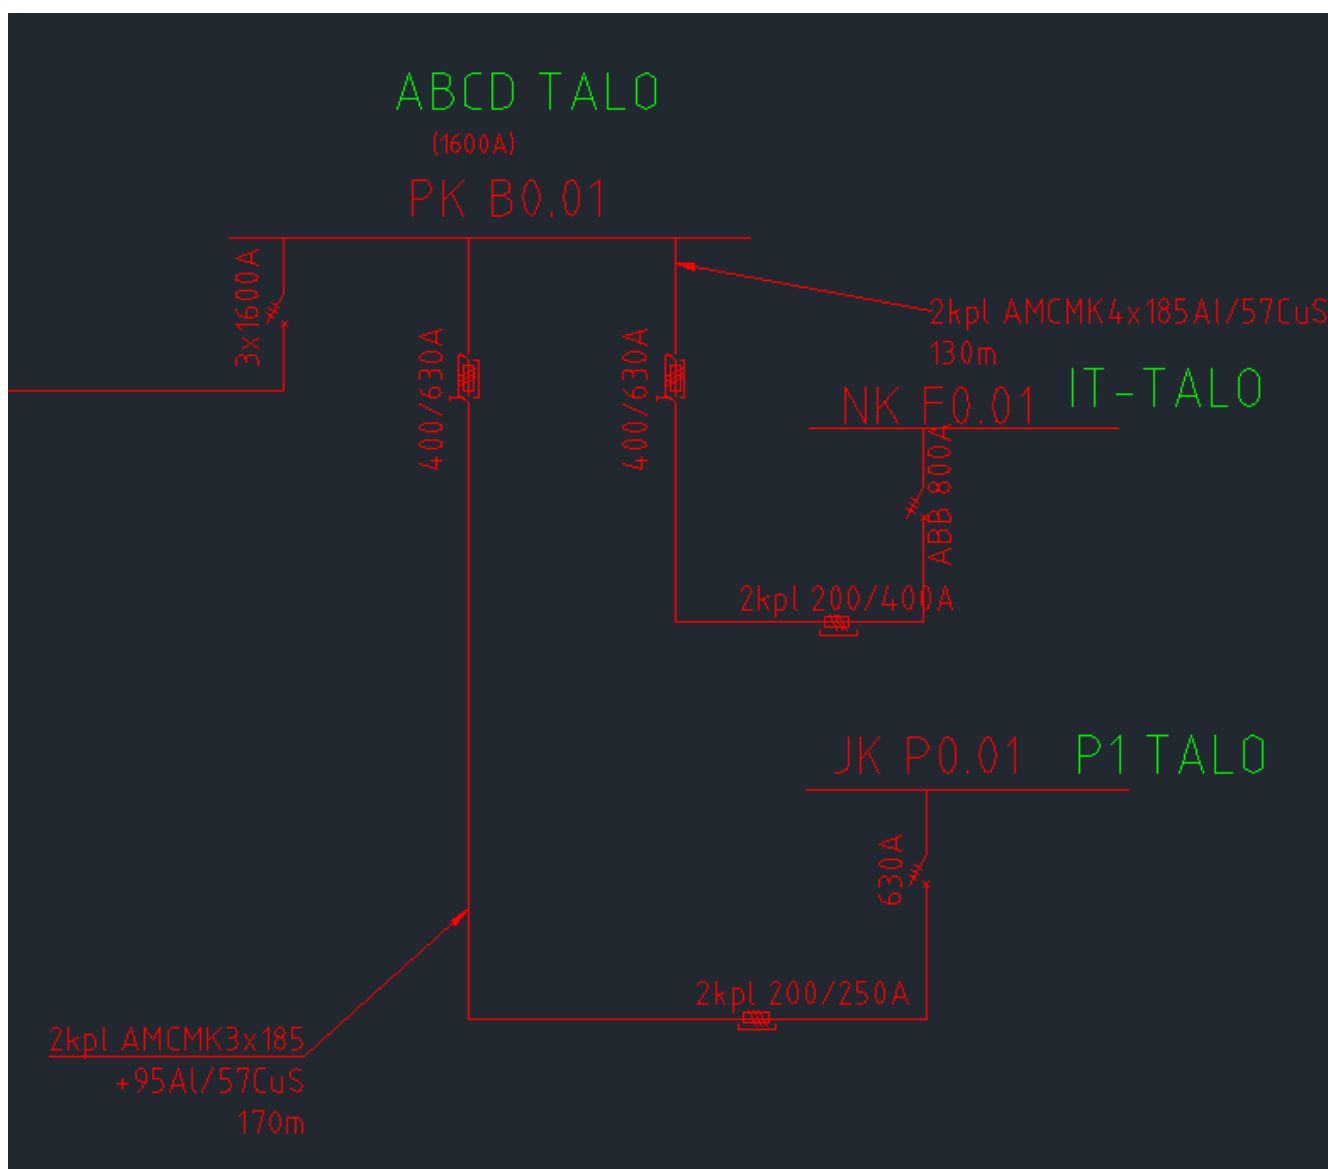 ABCD TALO
(1600A)
PK B0.01
3x1600A
400/630A
400/630A
2kpl AMCMK4x185Al/57CuS
130m
IT-TALO
NK F0.01
ABB 800A
2kpl 200/400A
JK P0.01
P1 TALO
630A
2kpl 200/250A
2kpl AMCMK3x185
+95Al/57CuS
170m